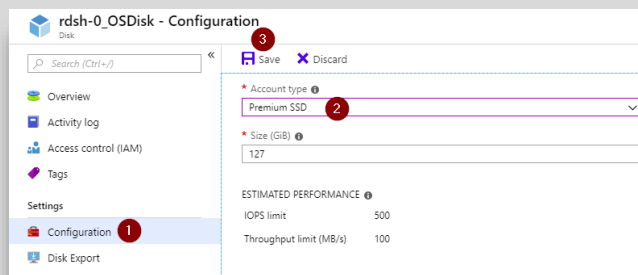 rdsh-0_OSDisk - Configuration
Disk
Search (Ctrl+/)
«
Overview
Activity log
Access control (IAM)
Tags
Settings
Configuration 1
Disk Export
3
Save Discard
* Account type
Premium SSD 2
* Size (GiB)
127
ESTIMATED PERFORMANCE
IOPS limit 500
Throughput limit (MB/s) 100